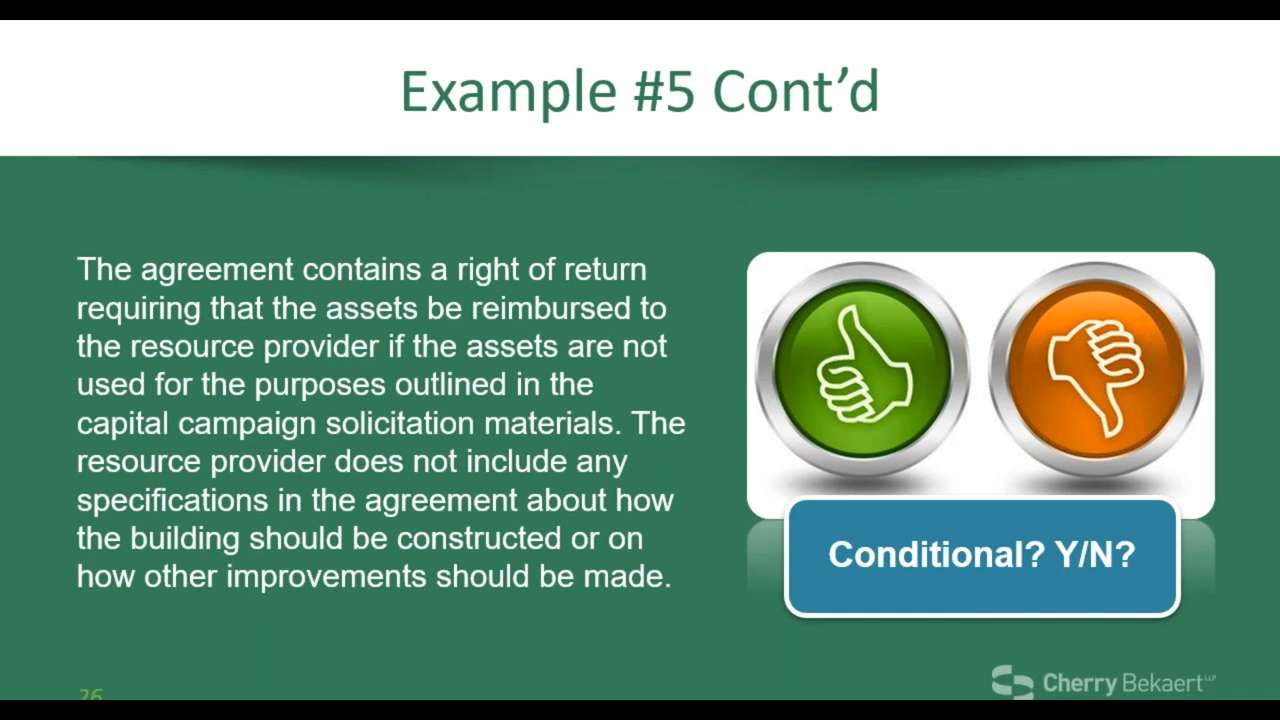 Example #5 Cont’d
The agreement contains a right of return
requiring that the assets be reimbursed to
the resource provider if the assets are not
used for the purposes outlined in the
capital campaign solicitation materials. The
resource provider does not include any
specifications in the agreement about how
the building should be constructed or on
how other improvements should be made.
Conditional? Y/N?
26
Cherry Bekaert LLP